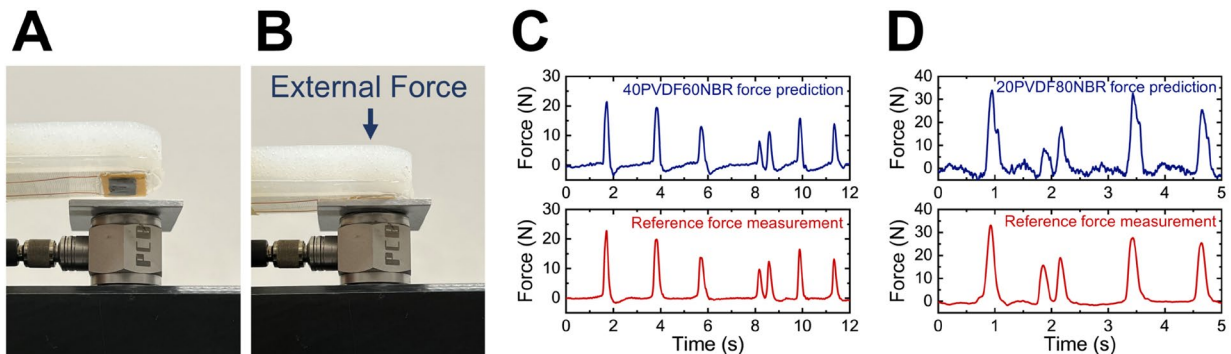 A
B
C
D
External Force
PCB
PCB
40PVDF60NBR force prediction
Force (N)
30
20
10
0
0 2 4 6 8 10 12
Reference force measurement
Force (N)
30
20
10
0
0 2 4 6 8 10 12
Time (s)
20PVDF80NBR force prediction
Force (N)
40
30
20
10
0
0 1 2 3 4 5
Reference force measurement
Force (N)
40
30
20
10
0
0 1 2 3 4 5
Time (s)